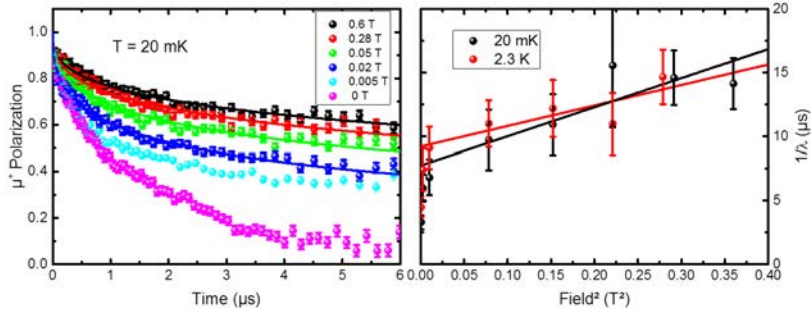 T = 20 mK
0.6 T
0.28 T
0.05 T
0.02 T
0.005 T
0 T
μ⁺ Polarization
1.0
0.8
0.6
0.4
0.2
0.0
0 1 2 3 4 5 6
Time (μs)
20 mK
2.3 K
20
15
10
5
0
1/λ (μs)
0.00 0.05 0.10 0.15 0.20 0.25 0.30 0.35 0.40
Field² (T²)